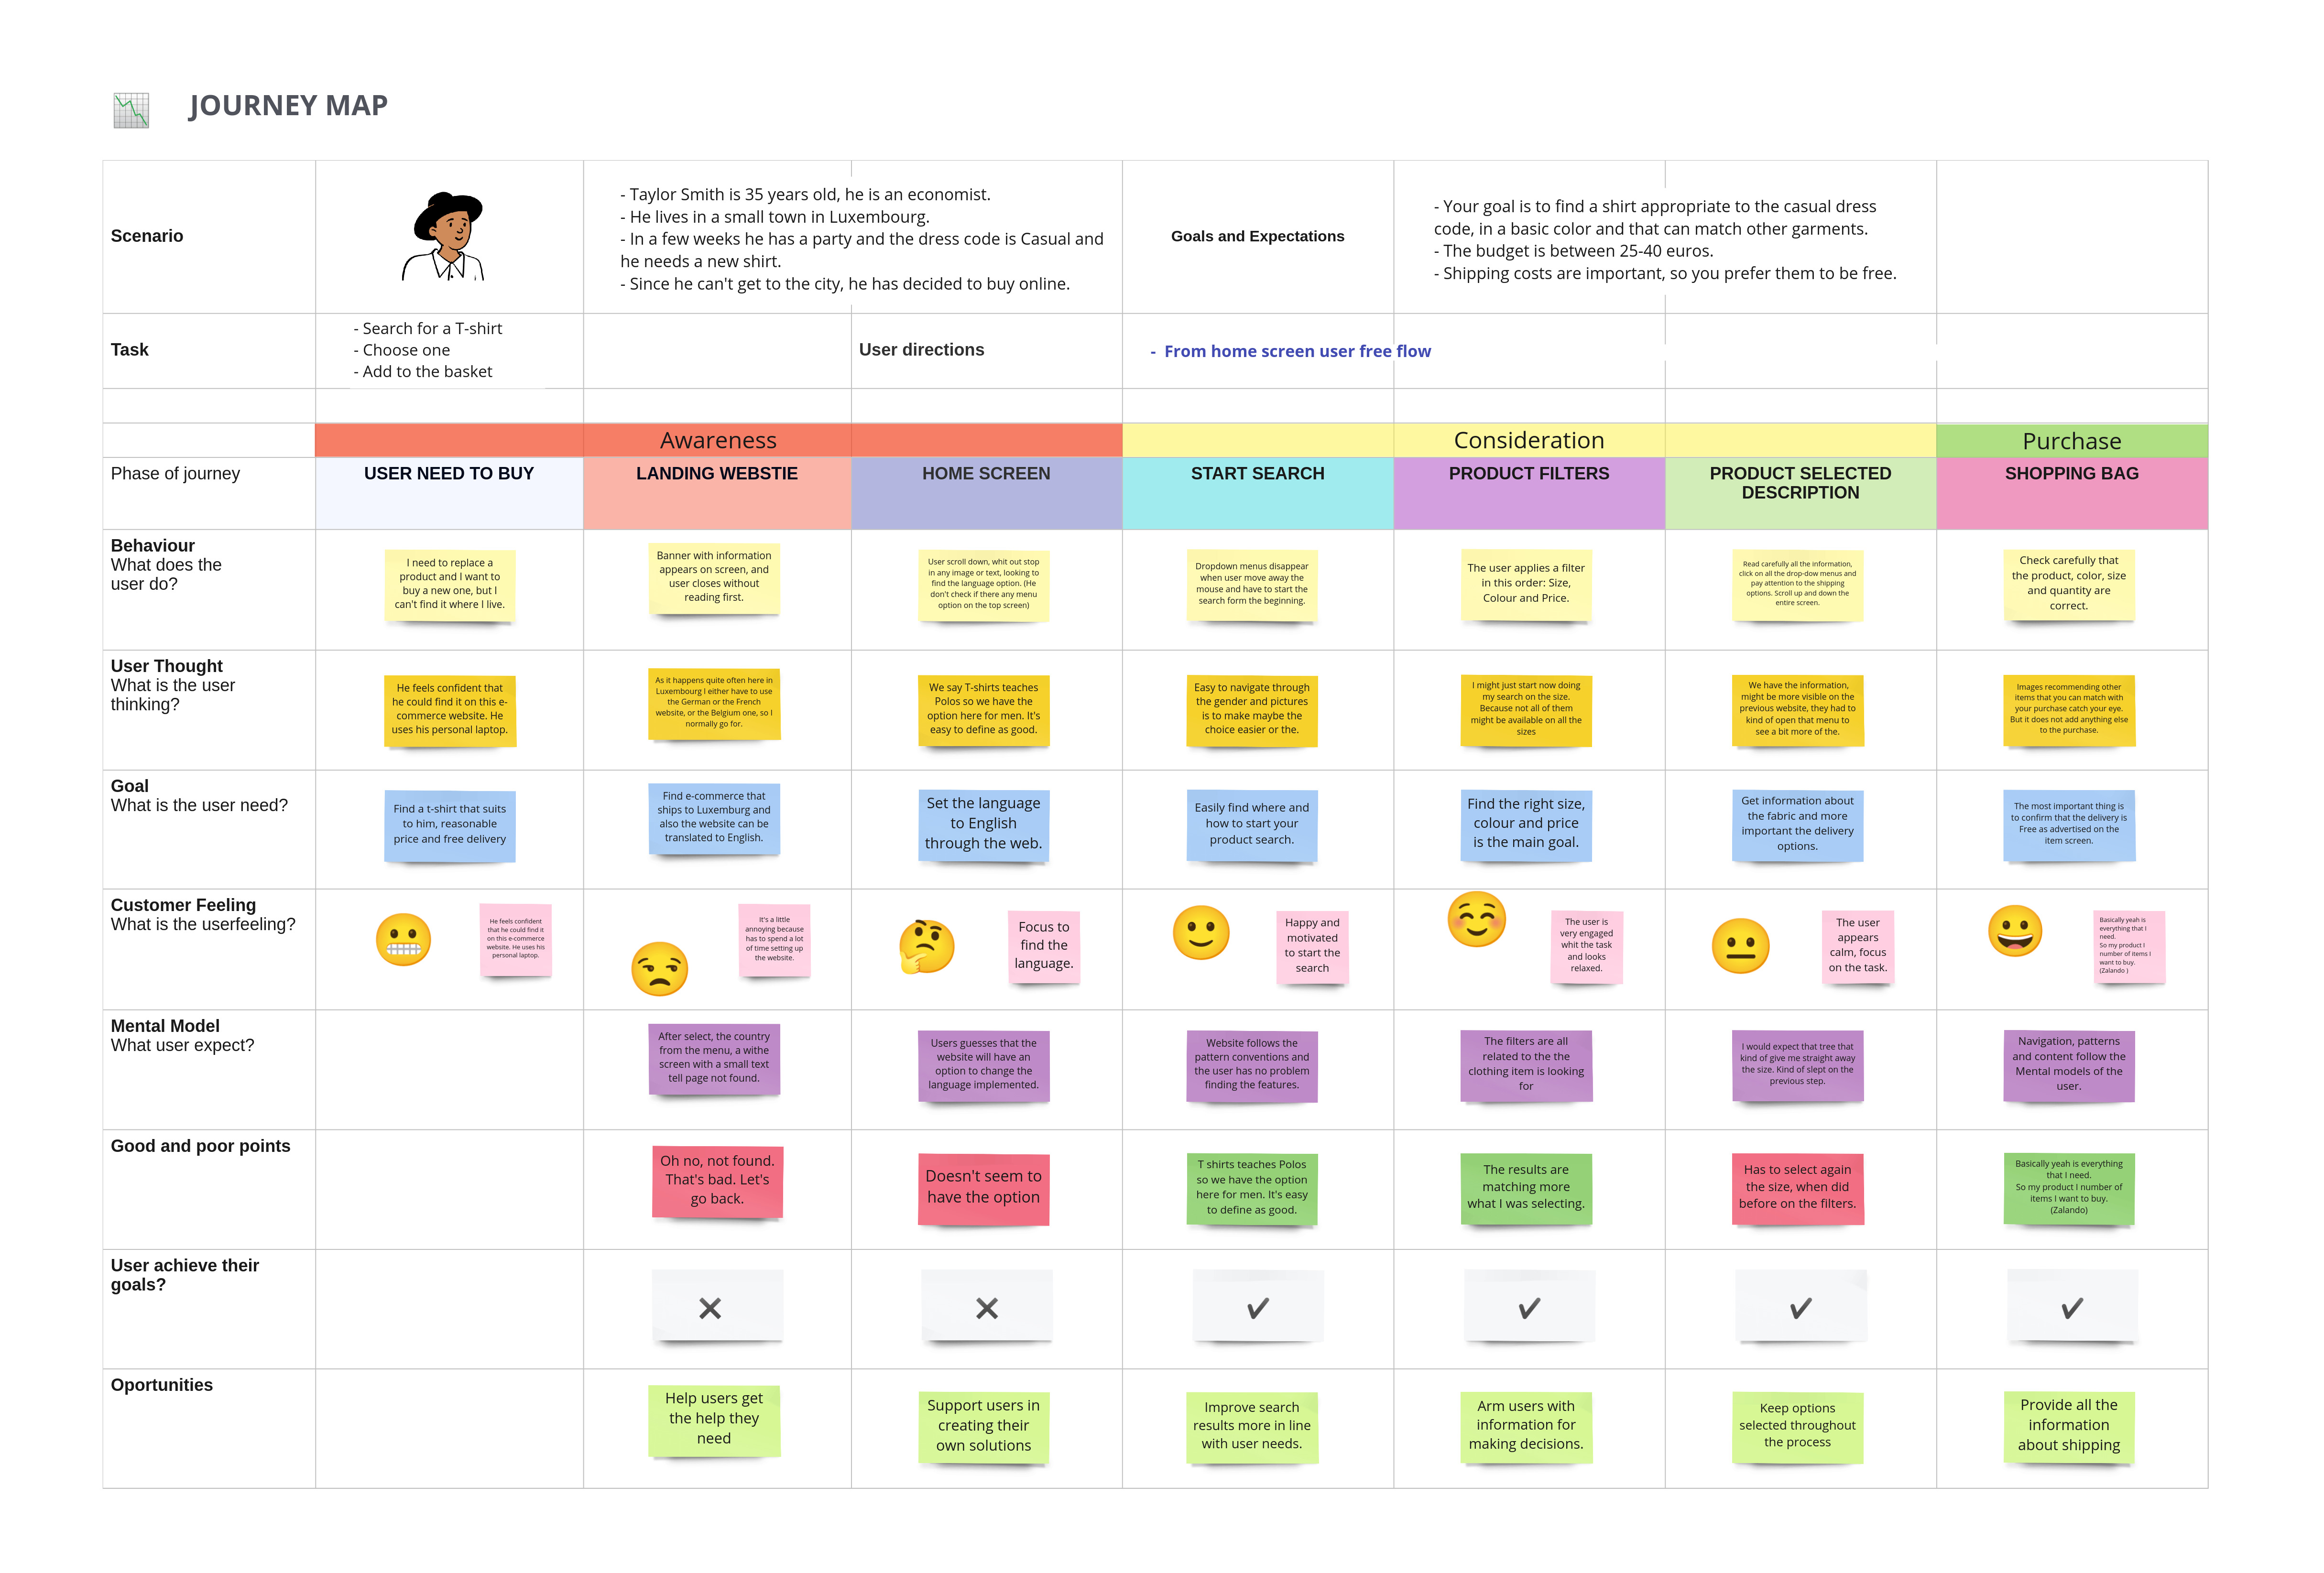 JOURNEY MAP
Scenario
- Taylor Smith is 35 years old, he is an economist.
- He lives in a small town in Luxembourg.
- In a few weeks he has a party and the dress code is Casual and
he needs a new shirt.
- Since he can't get to the city, he has decided to buy online.
Goals and Expectations
- Your goal is to find a shirt appropriate to the casual dress
code, in a basic color and that can match other garments.
- The budget is between 25-40 euros.
- Shipping costs are important, so you prefer them to be free.
Task
- Search for a T-shirt
- Choose one
- Add to the basket
User directions
- From home screen user free flow
Awareness
Consideration
Purchase
Phase of journey
USER NEED TO BUY
LANDING WEBSTIE
HOME SCREEN
START SEARCH
PRODUCT FILTERS
PRODUCT SELECTED
DESCRIPTION
SHOPPING BAG
Behaviour
What does the
user do?
I need to replace a
product and I want to
buy a new one, but I
can't find it where I live.
Banner with information
appears on screen, and
user closes without
reading first.
User scroll down, whit out stop
in any image or text, looking to
find the language option. (He
don't check if there any menu
option on the top screen)
Dropdown menus disappear
when user move away the
mouse and have to start the
search form the beginning.
The user applies a filter
in this order: Size,
Colour and Price.
Read carefully all the information,
click on all the drop-dow menus and
pay attention to the shipping
options. Scroll up and down the
entire screen.
Check carefully that
the product, color, size
and quantity are
correct.
User Thought
What is the user
thinking?
He feels confident that
he could find it on this e-
commerce website. He
uses his personal laptop.
As it happens quite often here in
Luxembourg I either have to use
the German or the French
website, or the Belgium one, so I
normally go for.
We say T-shirts teaches
Polos so we have the
option here for men. It's
easy to define as good.
Easy to navigate through
the gender and pictures
is to make maybe the
choice easier or the.
I might just start now doing
my search on the size.
Because not all of them
might be available on all the
sizes
We have the information,
might be more visible on the
previous website, they had to
kind of open that menu to
see a bit more of the.
Images recommending other
items that you can match with
your purchase catch your eye.
But it does not add anything else
to the purchase.
Goal
What is the user need?
Find a t-shirt that suits
to him, reasonable
price and free delivery
Find e-commerce that
ships to Luxemburg and
also the website can be
translated to English.
Set the language
to English
through the web.
Easily find where and
how to start your
product search.
Find the right size,
colour and price
is the main goal.
Get information about
the fabric and more
important the delivery
options.
The most important thing is
to confirm that the delivery is
Free as advertised on the
item screen.
Customer Feeling
What is the userfeeling?
He feels confident
that he could find it
on this e-commerce
website. He uses his
personal laptop.
it's a little
annoying because
has to spend a lot
of time setting up
the website.
Focus to
find the
language.
Happy and
motivated
to start the
search
The user is
very engaged
whit the task
and looks
relaxed.
The user
appears
calm, focus
on the task.
Basically yeah is
everything that I
need.
So my product I
number of items I
want to buy.
(Zalando )
Mental Model
What user expect?
After select, the country
from the menu, a withe
screen with a small text
tell page not found.
Users guesses that the
website will have an
option to change the
language implemented.
Website follows the
pattern conventions and
the user has no problem
finding the features.
The filters are all
related to the the
clothing item is looking
for
I would expect that tree that
kind of give me straight away
the size. Kind of slept on the
previous step.
Navigation, patterns
and content follow the
Mental models of the
user.
Good and poor points
Oh no, not found.
That's bad. Let's
go back.
Doesn't seem to
have the option
T shirts teaches Polos
so we have the option
here for men. It's easy
to define as good.
The results are
matching more
what I was selecting.
Has to select again
the size, when did
before on the filters.
Basically yeah is everything
that I need.
So my product I number of
items I want to buy.
(Zalando)
User achieve their
goals?
Oportunities
Help users get
the help they
need
Support users in
creating their
own solutions
Improve search
results more in line
with user needs.
Arm users with
information for
making decisions.
Keep options
selected throughout
the process
Provide all the
information
about shipping